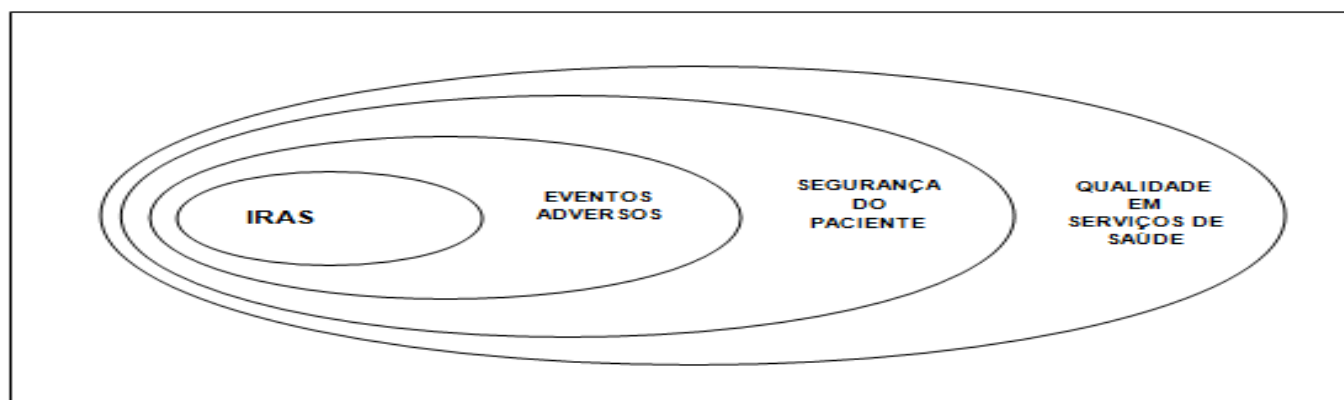 IRAS
EVENTOS
ADVERSOS
SEGURANÇA
DO
PACIENTE
QUALIDADE
EM
SERVIÇOS DE
SAÚDE